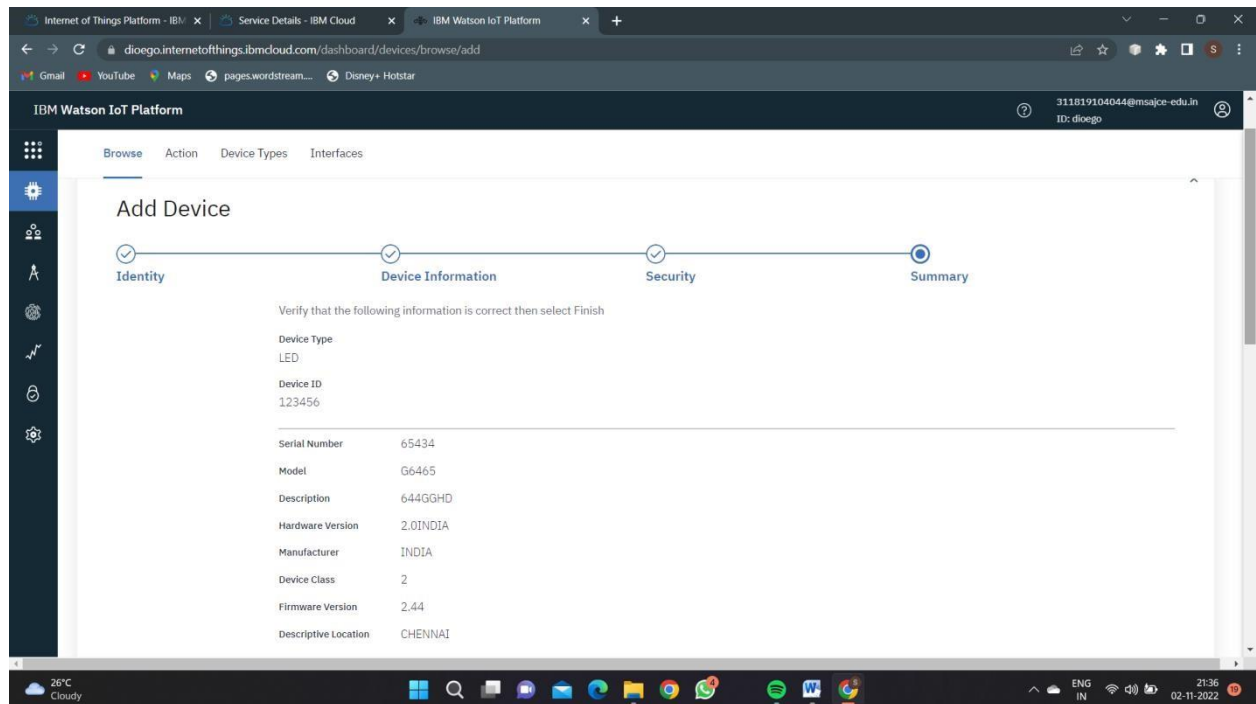 Internet of Things Platform - IBM
Service Details - IBM Cloud
IBM Watson IoT Platform
dioego.internetofthings.ibmcloud.com/dashboard/devices/browse/add
S
Gmail YouTube Maps pages.wordstream.... Disney+ Hotstar
IBM Watson IoT Platform
311819104044@msajce-edu.in
ID: dioego
Browse Action Device Types Interfaces
Add Device
Identity Device Information Security Summary
Verify that the following information is correct then select Finish
Device Type
LED
Device ID
123456
Serial Number 65434
Model G6465
Description 644GGHD
Hardware Version 2.0INDIA
Manufacturer INDIA
Device Class 2
Firmware Version 2.44
Descriptive Location CHENNAI
26°C
Cloudy
ENG
IN
21:36
02-11-2022
19